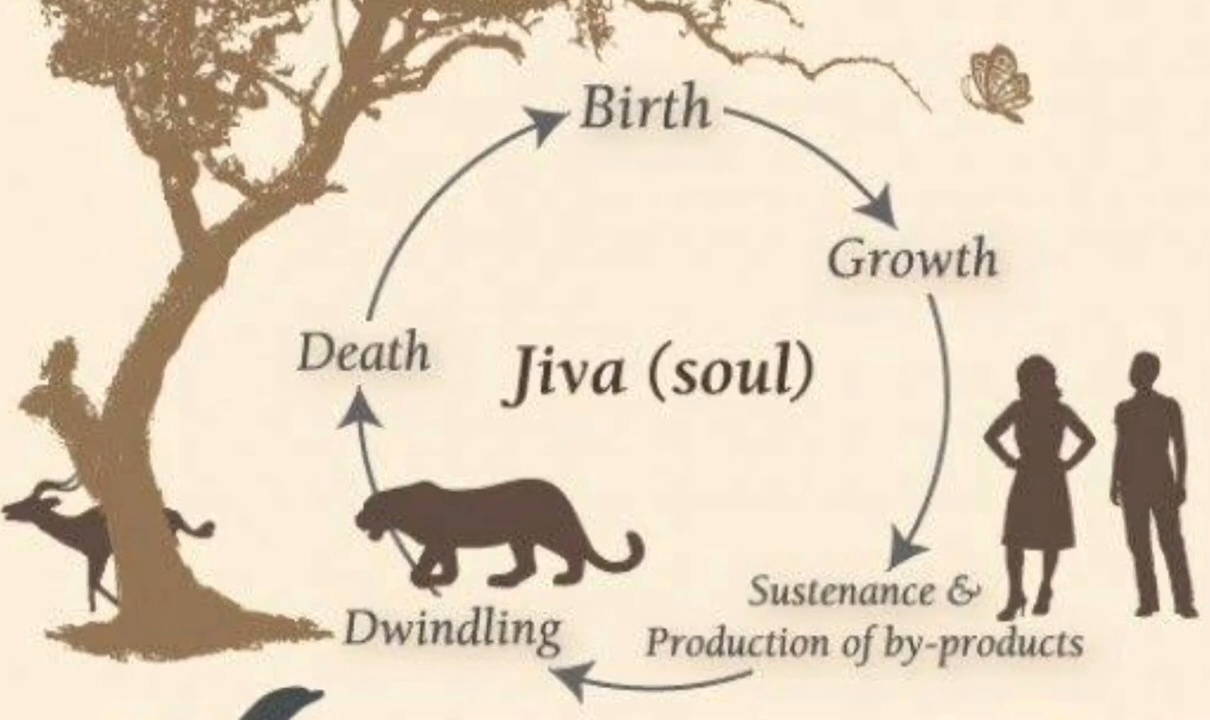 Birth
Growth
Death
Jiva (soul)
Sustenance &
Production of by-products
Dwindling